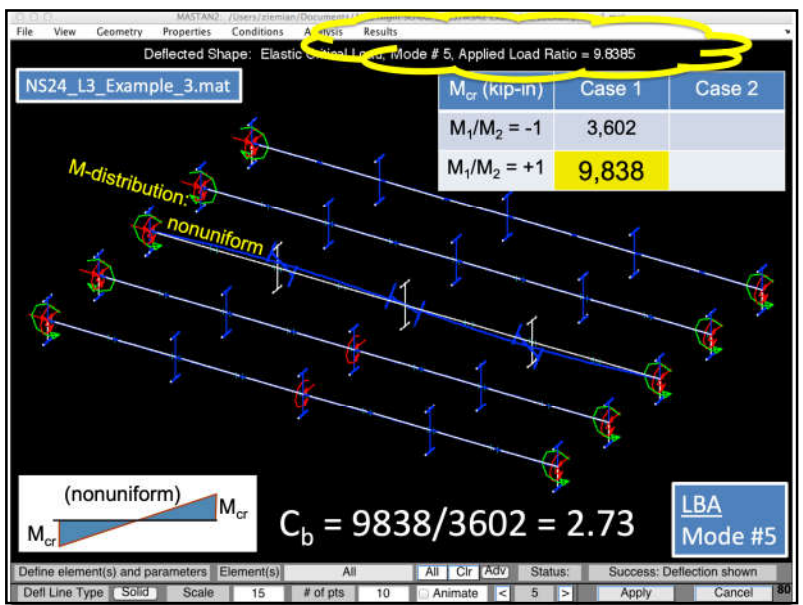 MASTAN2
File View Geometry Properties Conditions Analysis Results
Deflected Shape: Elastic Critical Load, Mode # 5, Applied Load Ratio = 9.8385
NS24_L3_Example_3.mat
Mcr (kip-in) Case 1 Case 2
M1/M2 = -1 3,602
M1/M2 = +1 9,838
M-distribution:
nonuniform
(nonuniform)
Mcr
Mcr
Cb = 9838/3602 = 2.73
LBA
Mode #5
Define element(s) and parameters Element(s) All All Clr Adv Status: Success: Deflection shown
Defl Line Type Solid Scale 15 # of pts 10 Animate < 5 > Apply Cancel 80